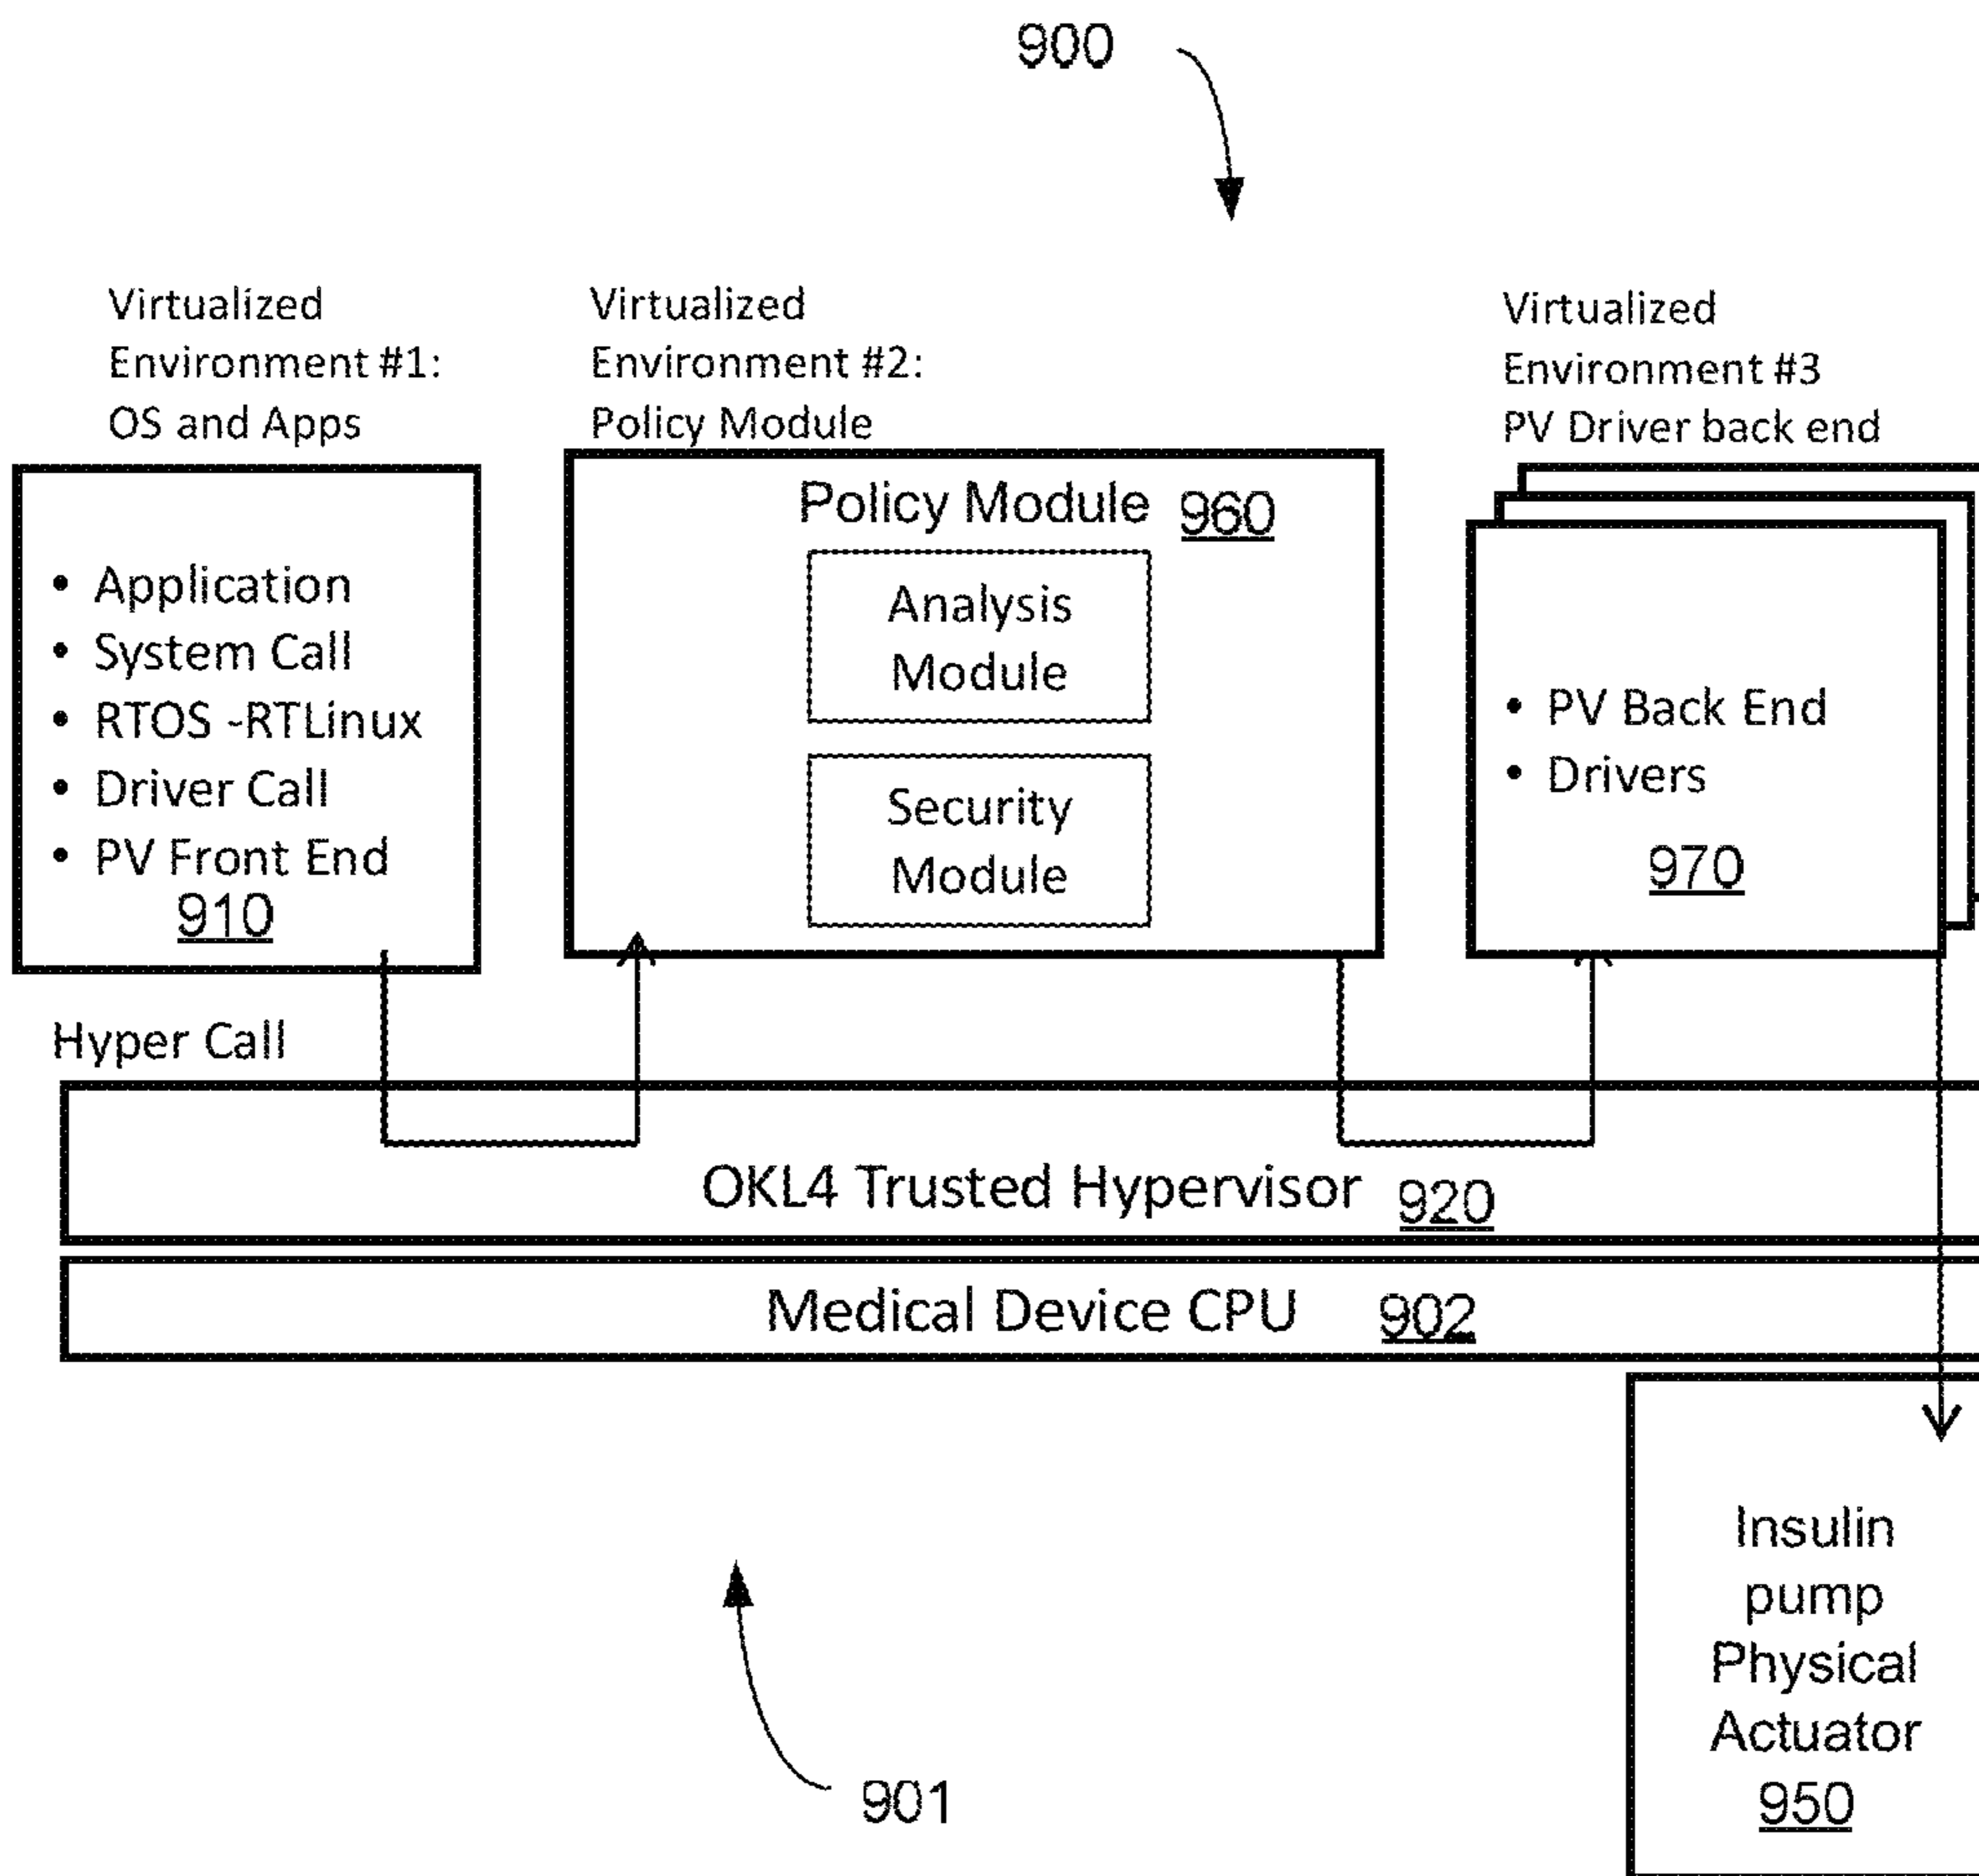 900
Virtualized
Environment #1:
OS and Apps
Virtualized
Environment #2:
Policy Module
Virtualized
Environment #3
PV Driver back end
• Application
• System Call
• RTOS -RTLinux
• Driver Call
• PV Front End
910
Policy Module 960
Analysis
Module
Security
Module
• PV Back End
• Drivers
970
Hyper Call
OKL4 Trusted Hypervisor 920
Medical Device CPU 902
Insulin
pump
Physical
Actuator
950
901